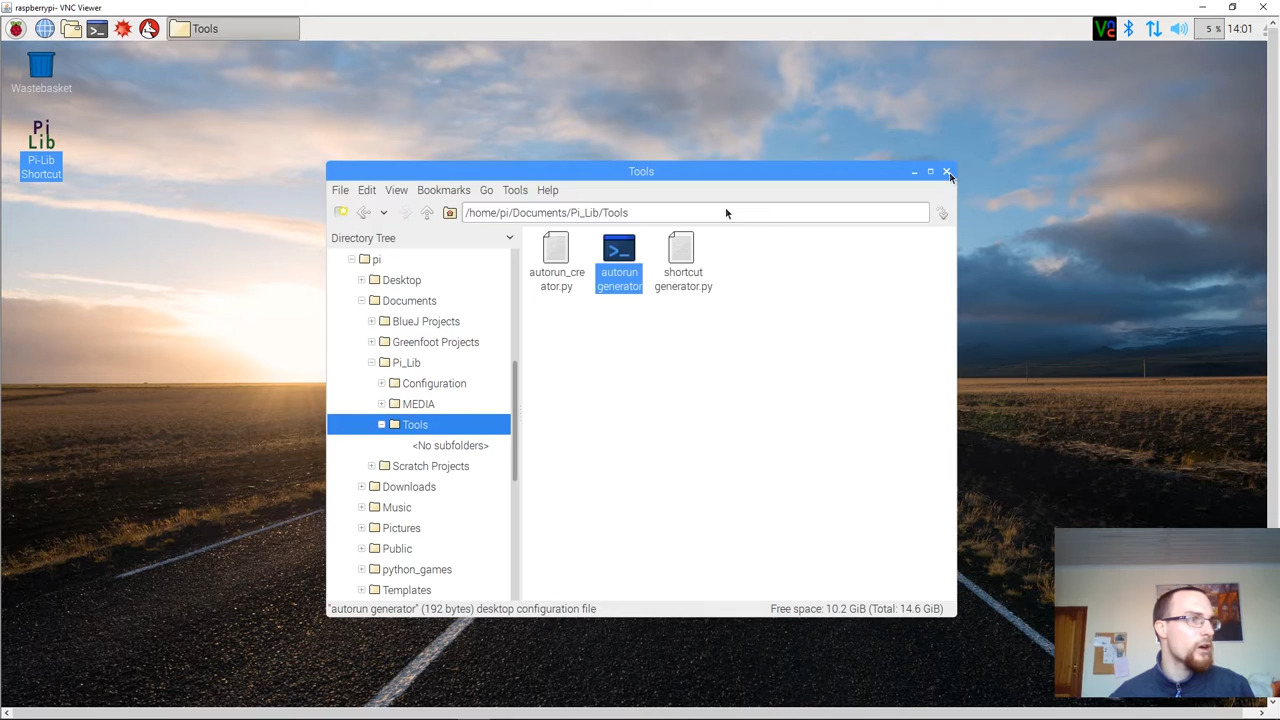 raspberrypi- VNC Viewer
Tools
5 %
14:01
Wastebasket
Pi
Lib
Pi-Lib
Shortcut
Tools
File Edit View Bookmarks Go Tools Help
/home/pi/Documents/Pi_Lib/Tools
Directory Tree
pi
Desktop
Documents
BlueJ Projects
Greenfoot Projects
Pi_Lib
Configuration
MEDIA
Tools
<No subfolders>
Scratch Projects
Downloads
Music
Pictures
Public
python_games
Templates
autorun_cre
ator.py
autorun
generator
shortcut
generator.py
"autorun generator" (192 bytes) desktop configuration file
Free space: 10.2 GiB (Total: 14.6 GiB)